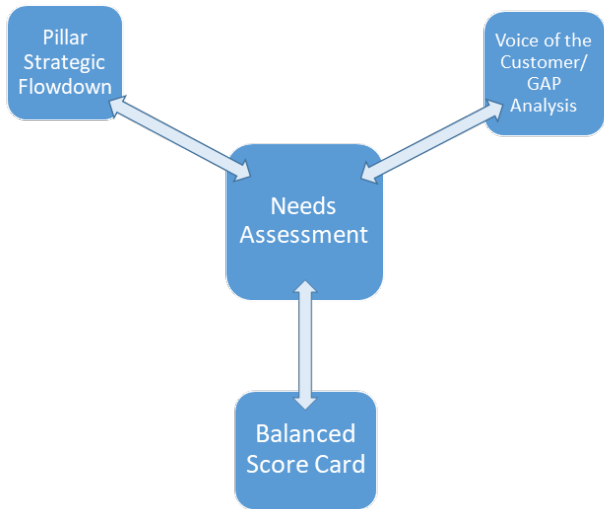 Pillar
Strategic
Flowdown
Voice of the
Customer/
GAP
Analysis
Needs
Assessment
Balanced
Score Card